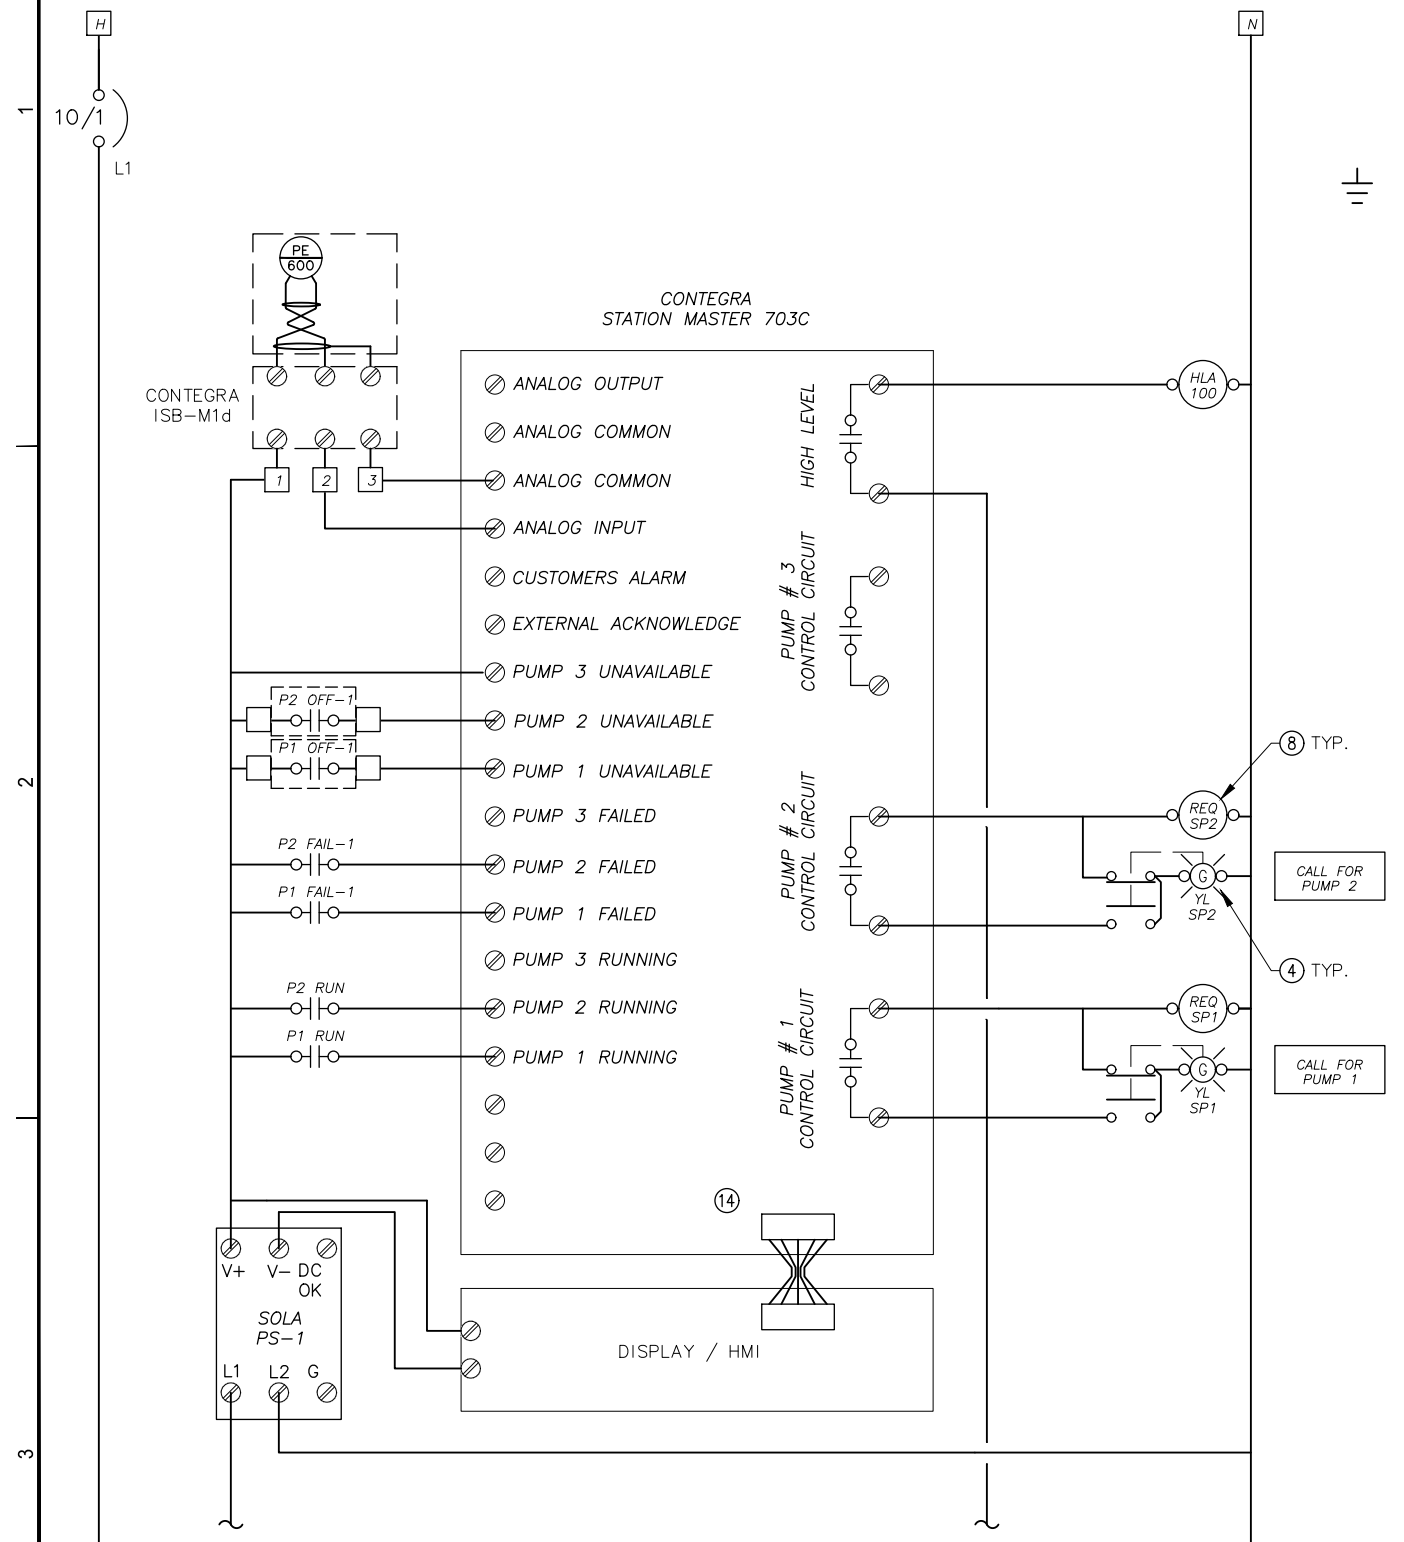 H
N
1
10/1
L1
PE
600
CONTEGRA
STATION MASTER 703C
CONTEGRA
ISB-M1d
1
2
3
ANALOG OUTPUT
ANALOG COMMON
ANALOG COMMON
ANALOG INPUT
CUSTOMERS ALARM
EXTERNAL ACKNOWLEDGE
PUMP 3 UNAVAILABLE
PUMP 2 UNAVAILABLE
PUMP 1 UNAVAILABLE
PUMP 3 FAILED
PUMP 2 FAILED
PUMP 1 FAILED
PUMP 3 RUNNING
PUMP 2 RUNNING
PUMP 1 RUNNING
P2 OFF-1
P1 OFF-1
P2 FAIL-1
P1 FAIL-1
P2 RUN
P1 RUN
HIGH LEVEL
PUMP # 3
CONTROL CIRCUIT
PUMP # 2
CONTROL CIRCUIT
PUMP # 1
CONTROL CIRCUIT
HLA
100
8 TYP.
2
REQ
SP2
G
YL
SP2
CALL FOR
PUMP 2
4 TYP.
REQ
SP1
G
YL
SP1
CALL FOR
PUMP 1
14
V+
V-
DC
OK
SOLA
PS-1
L1
L2
G
DISPLAY / HMI
3